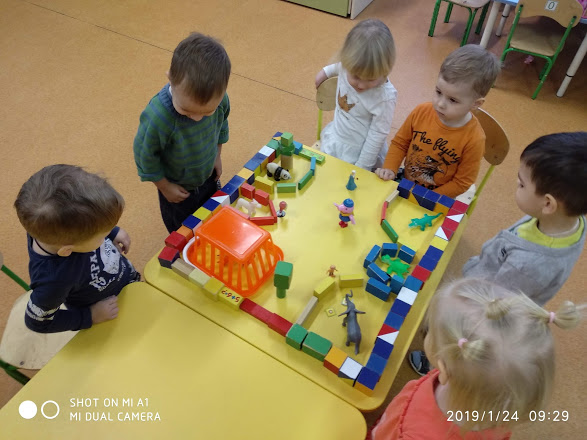 The flying
SHOT ON MI A1
MI DUAL CAMERA
2019/1/24 09:29